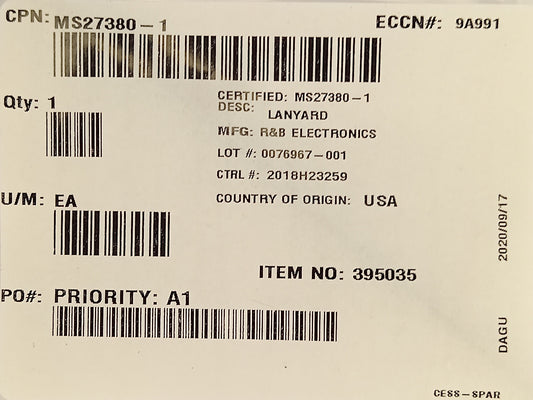 CPN: MS27380-1 ECCN#: 9A991
CERTIFIED: MS27380-1
DESC: LANYARD
Qty: 1
MFG: R&B ELECTRONICS
LOT #: 0076967-001
CTRL #: 2018H23259
U/M: EA
COUNTRY OF ORIGIN: USA
ITEM NO: 395035
PO#: PRIORITY: A1
2020/09/17
DAGU
CESS-SPAR